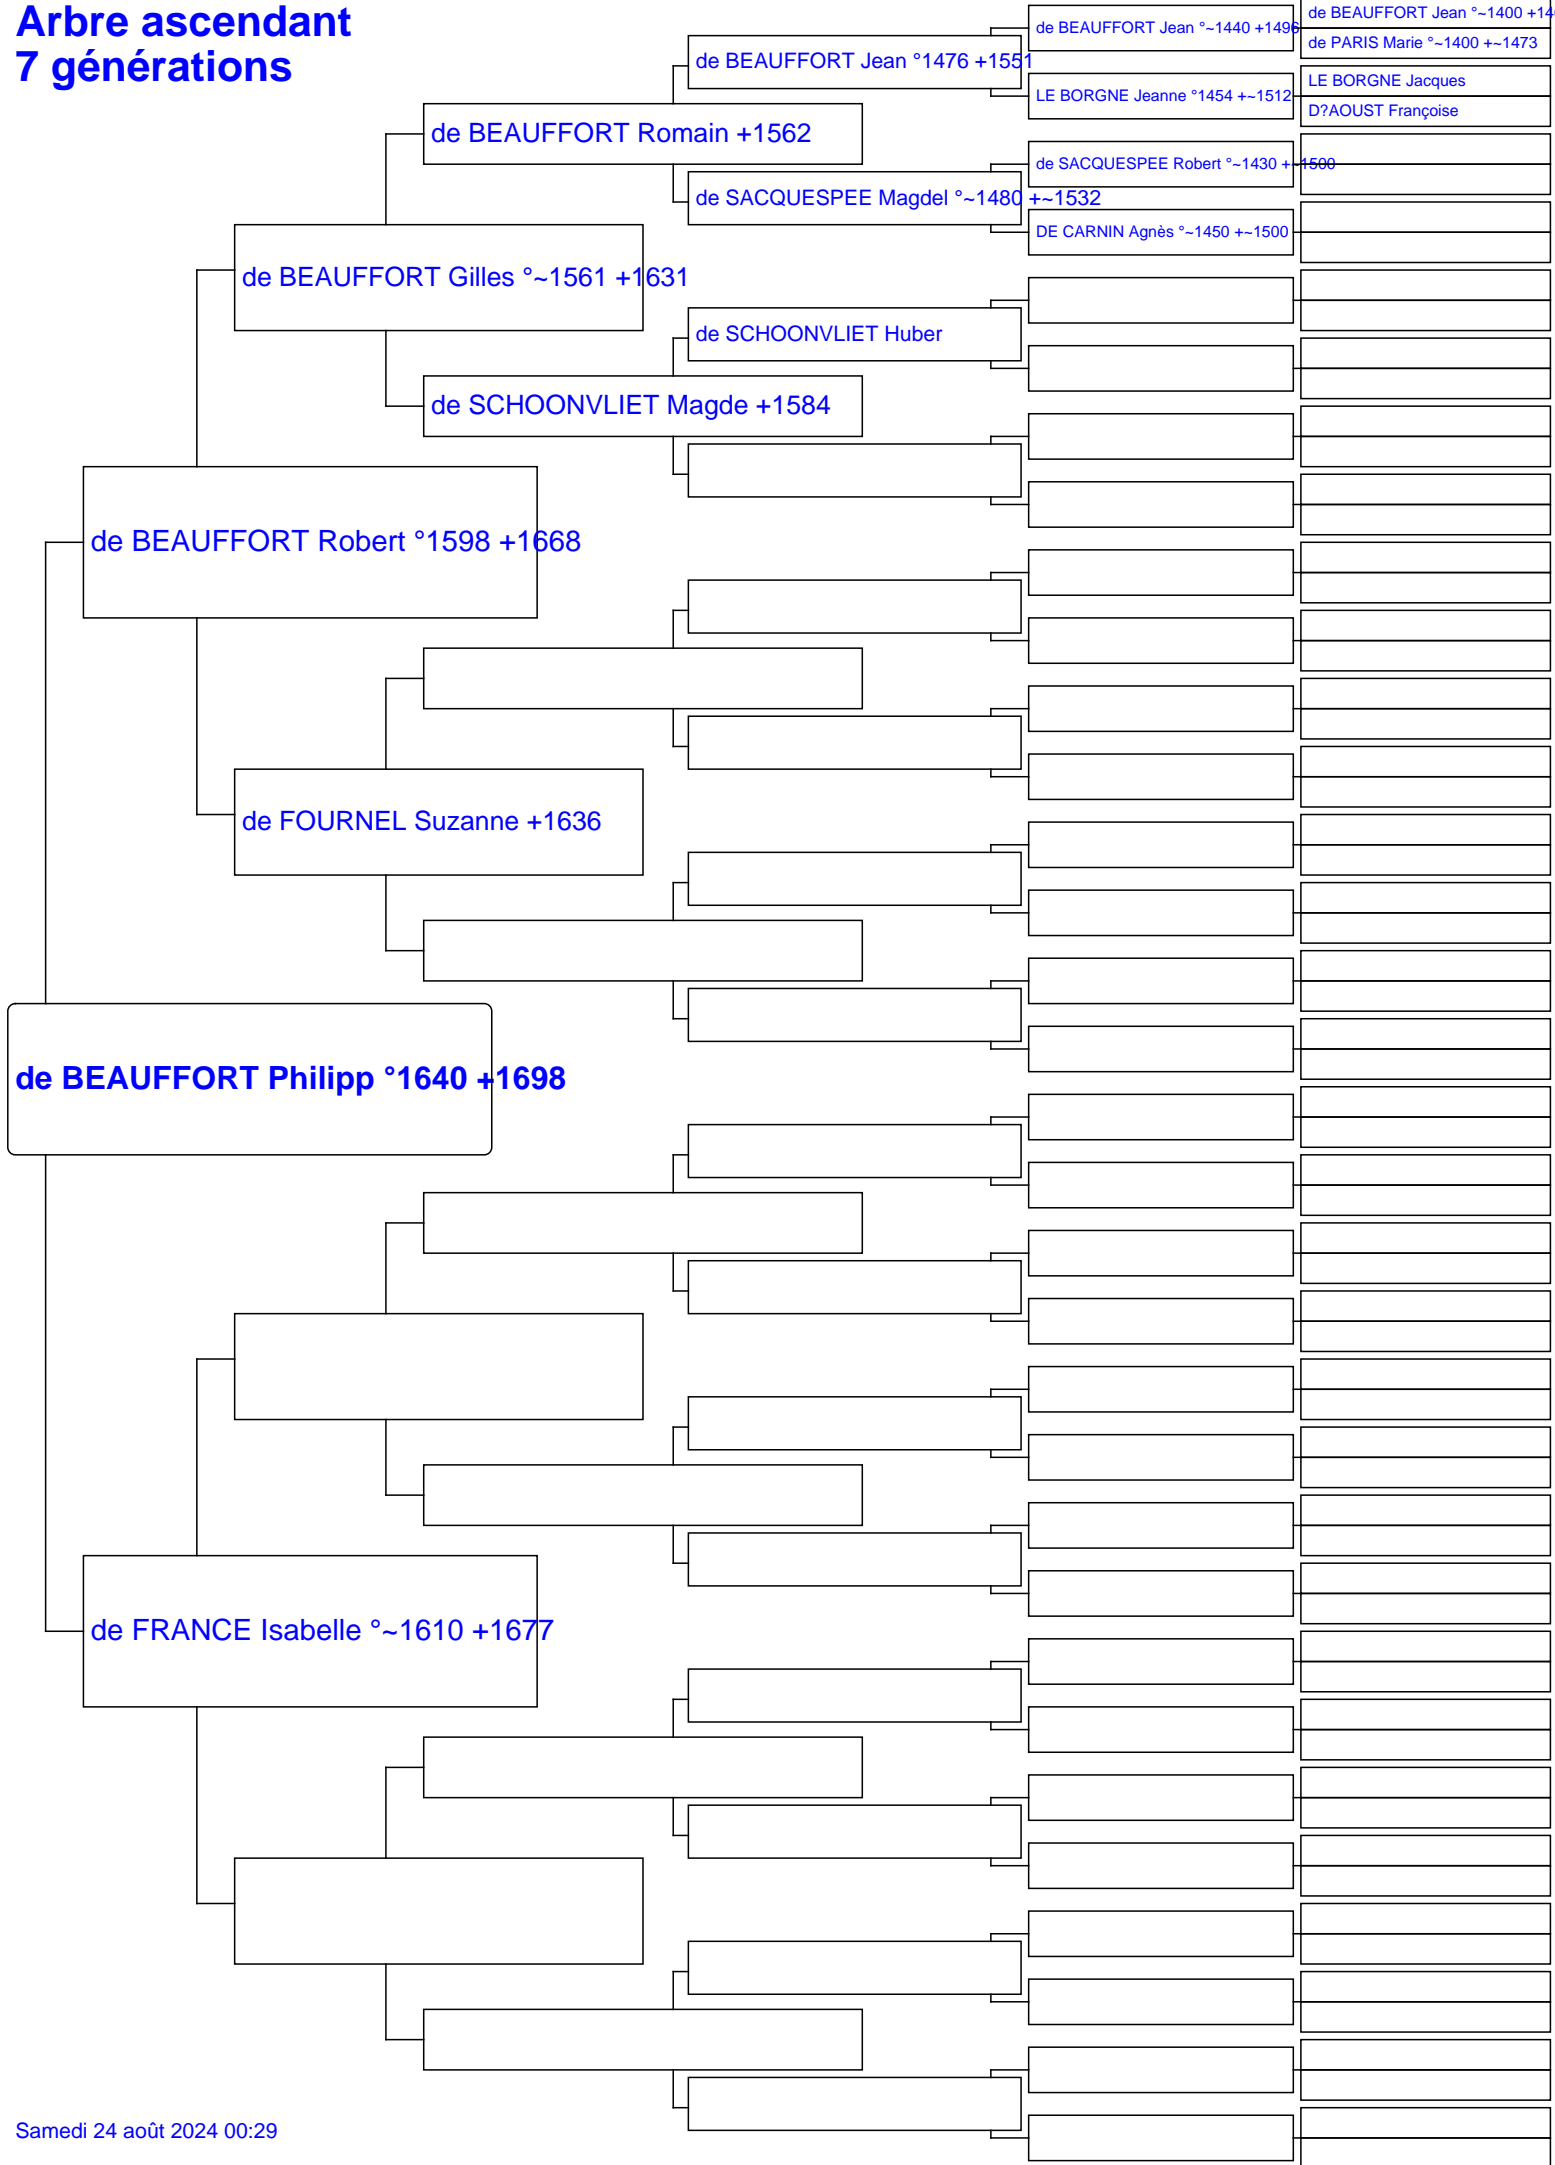 Arbre ascendant
7 générations
de BEAUFFORT Jean °~1400 +14
de BEAUFFORT Jean °~1440 +1496
de PARIS Marie °~1400 +~1473
de BEAUFFORT Jean °1476 +1551
LE BORGNE Jacques
LE BORGNE Jeanne °1454 +~1512
D?AOUST Françoise
de BEAUFFORT Romain +1562
de SACQUESPEE Robert °~1430 +~1500
de SACQUESPEE Magdel °~1480 +~1532
DE CARNIN Agnès °~1450 +~1500
de BEAUFFORT Gilles °~1561 +1631
de SCHOONVLIET Huber
de SCHOONVLIET Magde +1584
de BEAUFFORT Robert °1598 +1668
de FOURNEL Suzanne +1636
de BEAUFFORT Philipp °1640 +1698
de FRANCE Isabelle °~1610 +1677
Samedi 24 août 2024 00:29